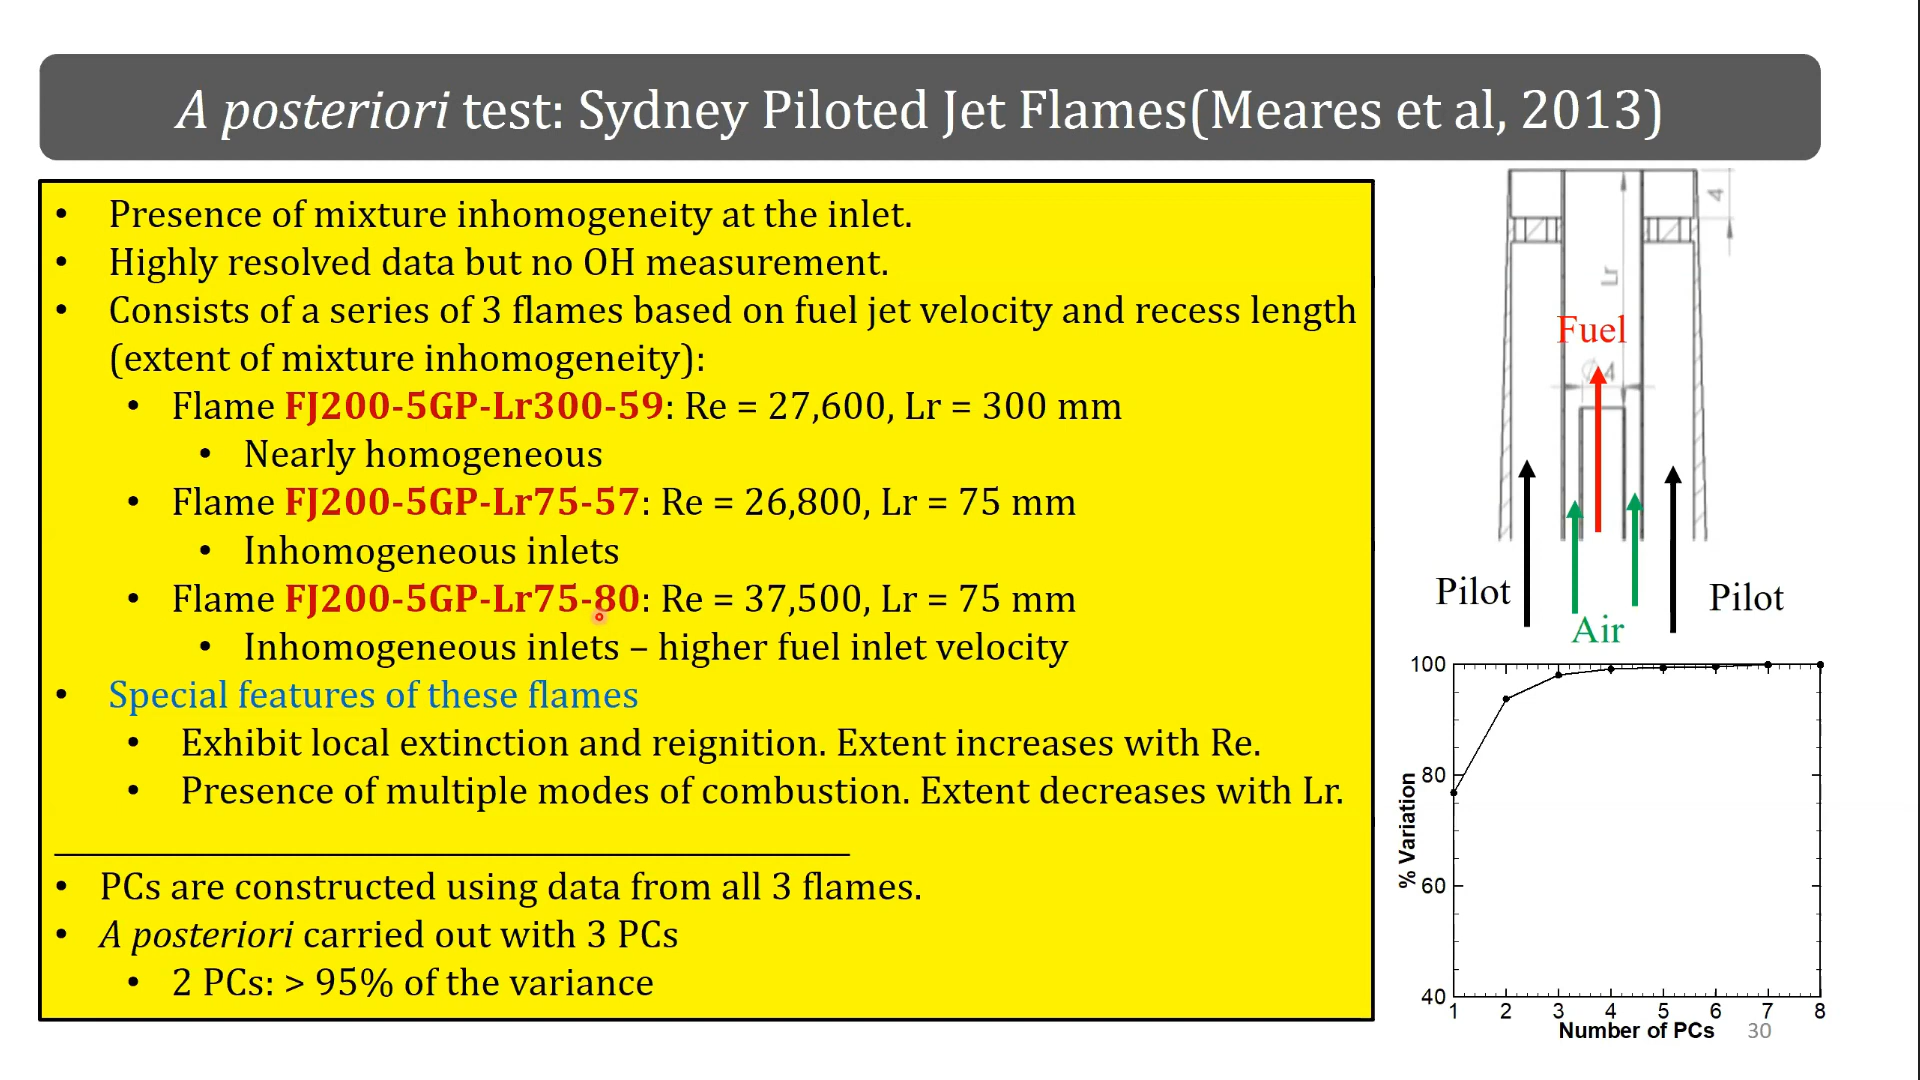 A posteriori test: Sydney Piloted Jet Flames(Meares et al, 2013)
• Presence of mixture inhomogeneity at the inlet.
• Highly resolved data but no OH measurement.
• Consists of a series of 3 flames based on fuel jet velocity and recess length
(extent of mixture inhomogeneity):
• Flame FJ200-5GP-Lr300-59: Re = 27,600, Lr = 300 mm
• Nearly homogeneous
• Flame FJ200-5GP-Lr75-57: Re = 26,800, Lr = 75 mm
• Inhomogeneous inlets
• Flame FJ200-5GP-Lr75-80: Re = 37,500, Lr = 75 mm
• Inhomogeneous inlets – higher fuel inlet velocity
• Special features of these flames
• Exhibit local extinction and reignition. Extent increases with Re.
• Presence of multiple modes of combustion. Extent decreases with Lr.
• PCs are constructed using data from all 3 flames.
• A posteriori carried out with 3 PCs
• 2 PCs: > 95% of the variance
4
Lr
Fuel
Ø4
Pilot
Pilot
Air
100
80
60
40
% Variation
1 2 3 4 5 6 7 8
Number of PCs
30